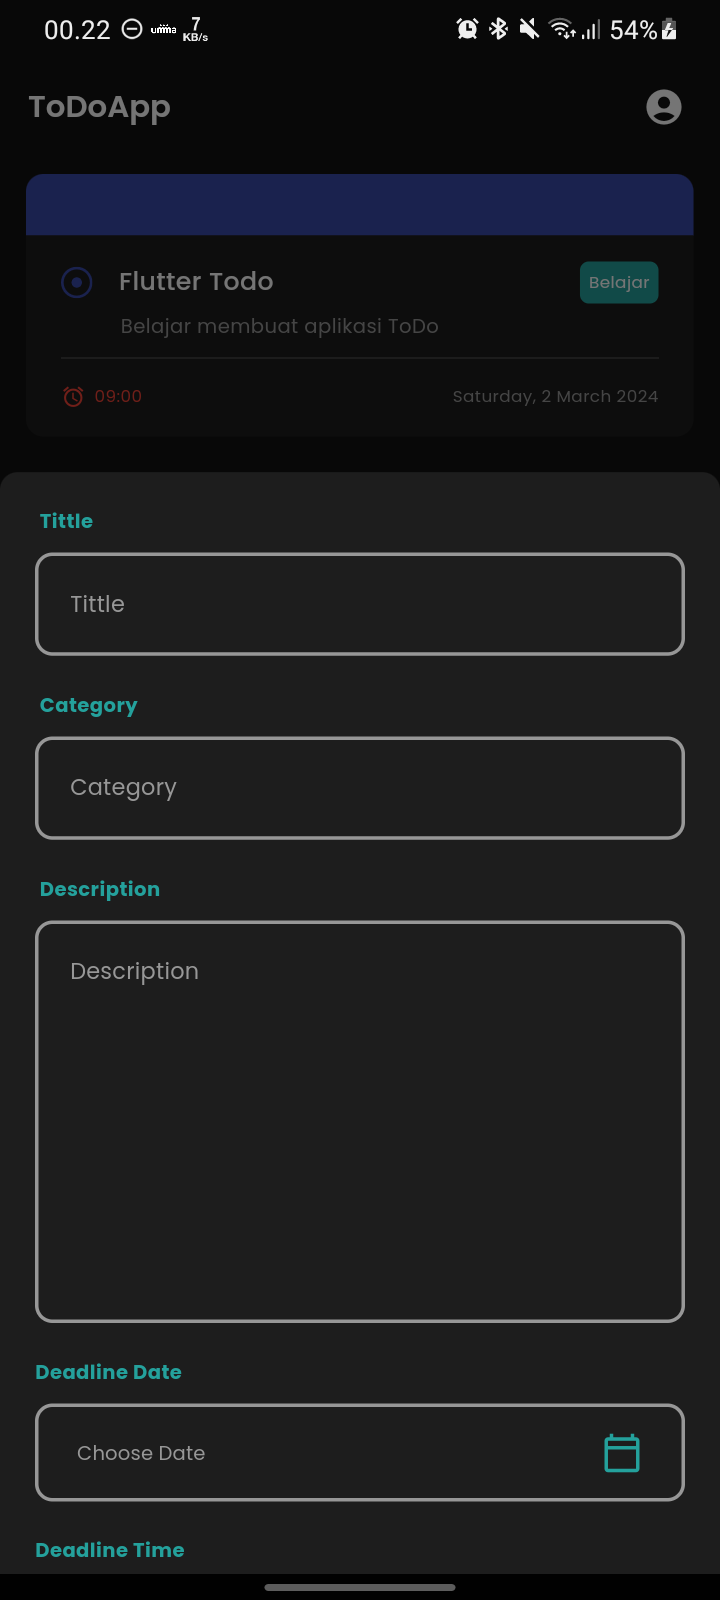 00.22 umma 7 KB/s 54%
ToDoApp
Flutter Todo Belajar
Belajar membuat aplikasi ToDo
09:00 Saturday, 2 March 2024
Tittle
Tittle
Category
Category
Description
Description
Deadline Date
Choose Date
Deadline Time